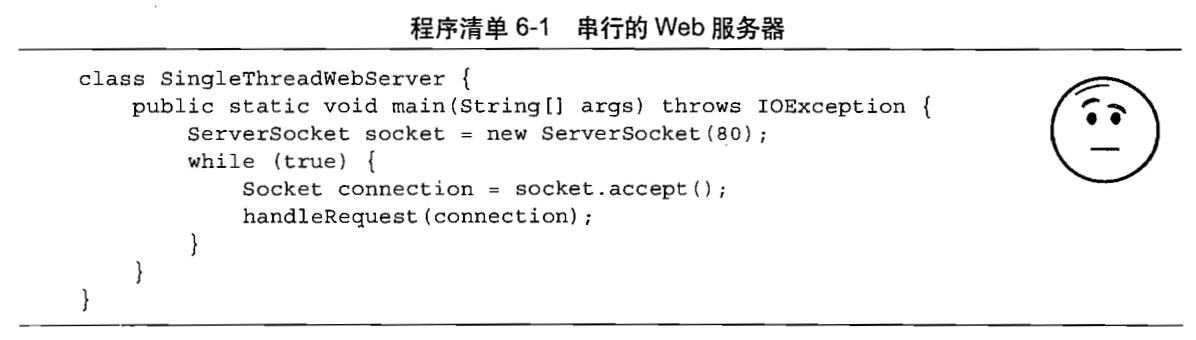 程序清单 6-1 串行的 Web 服务器
class SingleThreadWebServer {
    public static void main(String[] args) throws IOException {
        ServerSocket socket = new ServerSocket(80);
        while (true) {
            Socket connection = socket.accept();
            handleRequest(connection);
        }
    }
}